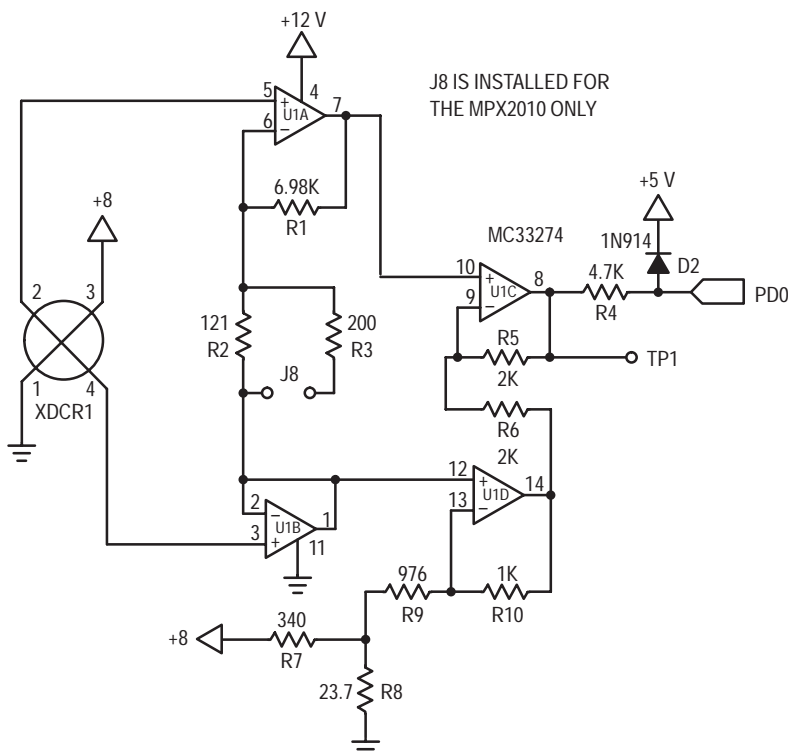 +12 V
J8 IS INSTALLED FOR
THE MPX2010 ONLY
5
4
+
U1A
7
6
−
6.98K
R1
+8
+5 V
MC33274
1N914
D2
10
+
U1C
8
4.7K
R4
PD0
9
−
2
3
121
R2
200
R3
R5
2K
TP1
J8
1
4
XDCR1
R6
2K
12
+
U1D
14
13
−
2
−
U1B
1
3
+
11
976
R9
1K
R10
+8
340
R7
23.7
R8